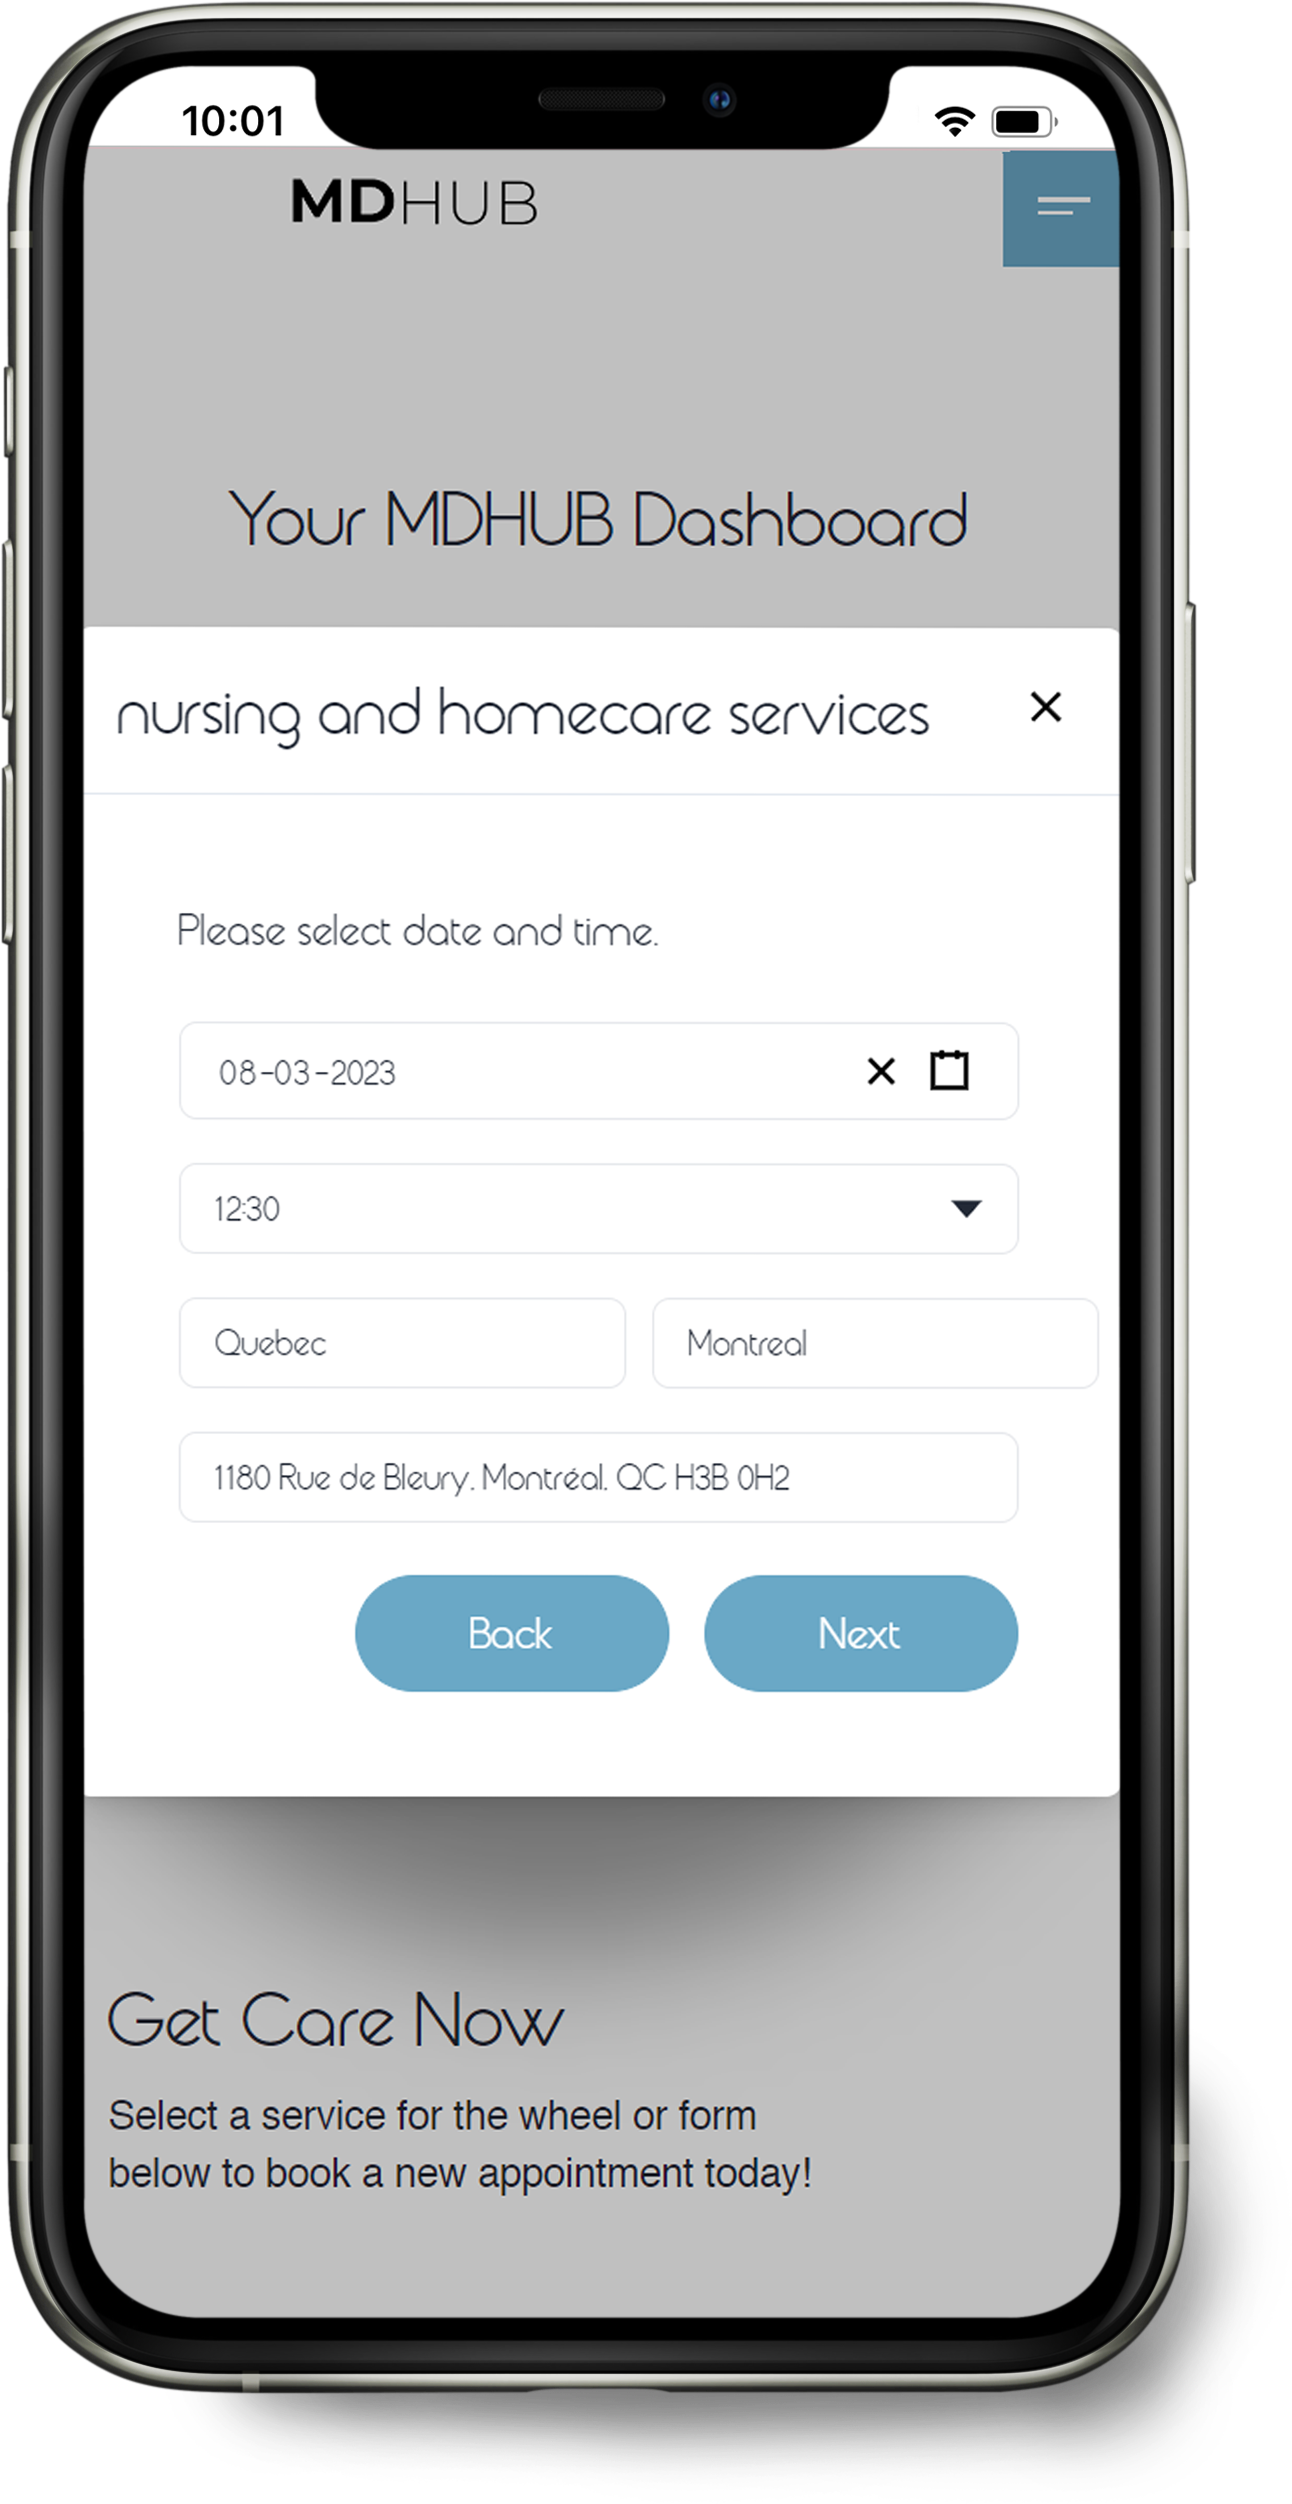 10:01
MDHUB
Your MDHUB Dashboard
nursing and homecare services
Please select date and time.
08-03-2023
12:30
Quebec
Montreal
1180 Rue de Bleury, Montréal, QC H3B 0H2
Back
Next
Get Care Now
Select a service for the wheel or form
below to book a new appointment today!